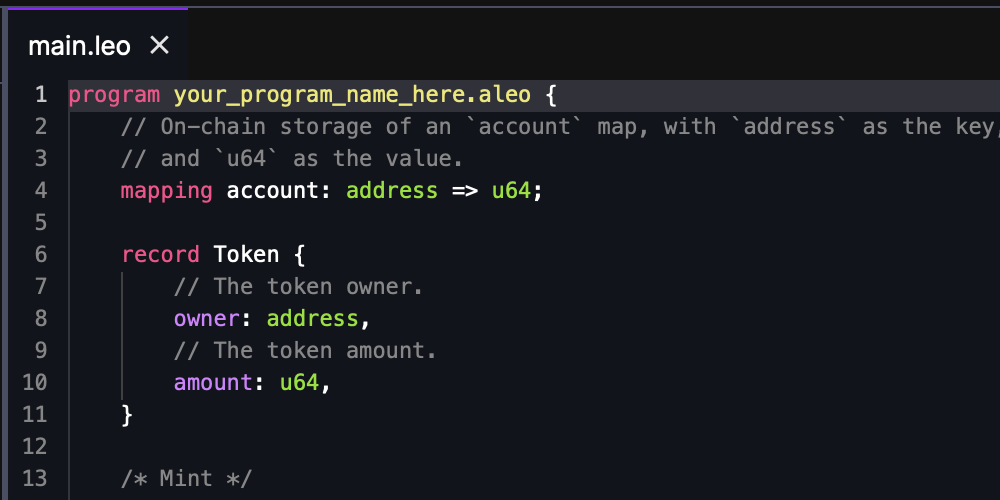 main.leo ✕
1 program your_program_name_here.aleo {
2 // On-chain storage of an `account` map, with `address` as the key,
3 // and `u64` as the value.
4 mapping account: address => u64;
5
6 record Token {
7 // The token owner.
8 owner: address,
9 // The token amount.
10 amount: u64,
11 }
12
13 /* Mint */